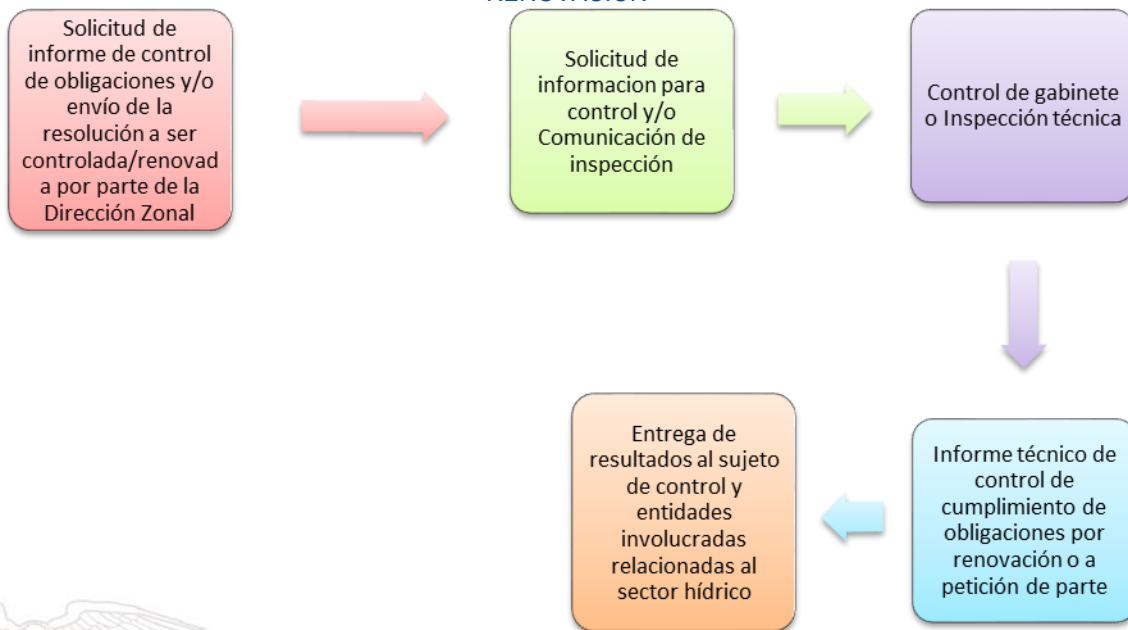 RENOVACIÓN
Solicitud de
informe de control
de obligaciones y/o
envío de la
resolución a ser
controlada/renovad
a por parte de la
Dirección Zonal
Solicitud de
informacion para
control y/o
Comunicación de
inspección
Control de gabinete
o Inspección técnica
Informe técnico de
control de
cumplimiento de
obligaciones por
renovación o a
petición de parte
Entrega de
resultados al sujeto
de control y
entidades
involucradas
relacionadas al
sector hídrico